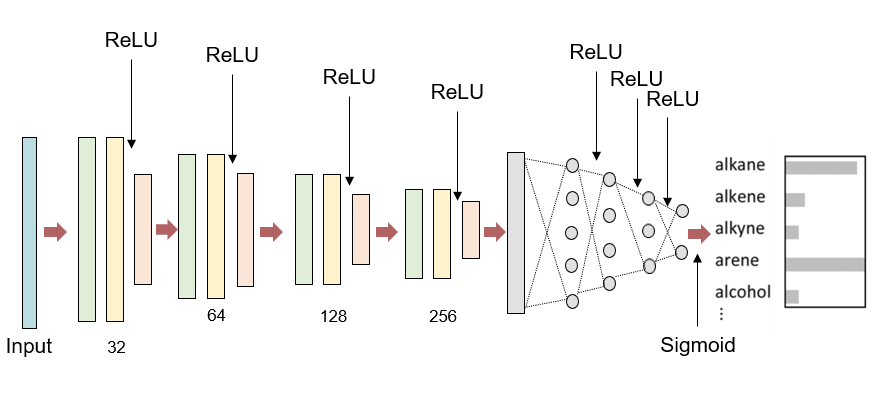 ReLU
ReLU
ReLU
ReLU
ReLU
ReLU
ReLU
Input
32
64
128
256
alkane
alkene
alkyne
arene
alcohol
⋮
Sigmoid